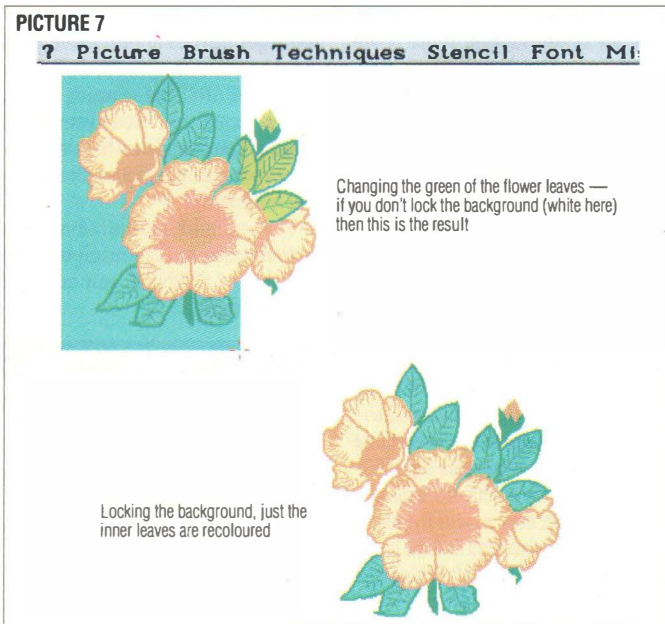 PICTURE 7
? Picture Brush Techniques Stencil Font Mi
Changing the green of the flower leaves —
if you don't lock the background (white here)
then this is the result
Locking the background, just the
inner leaves are recoloured